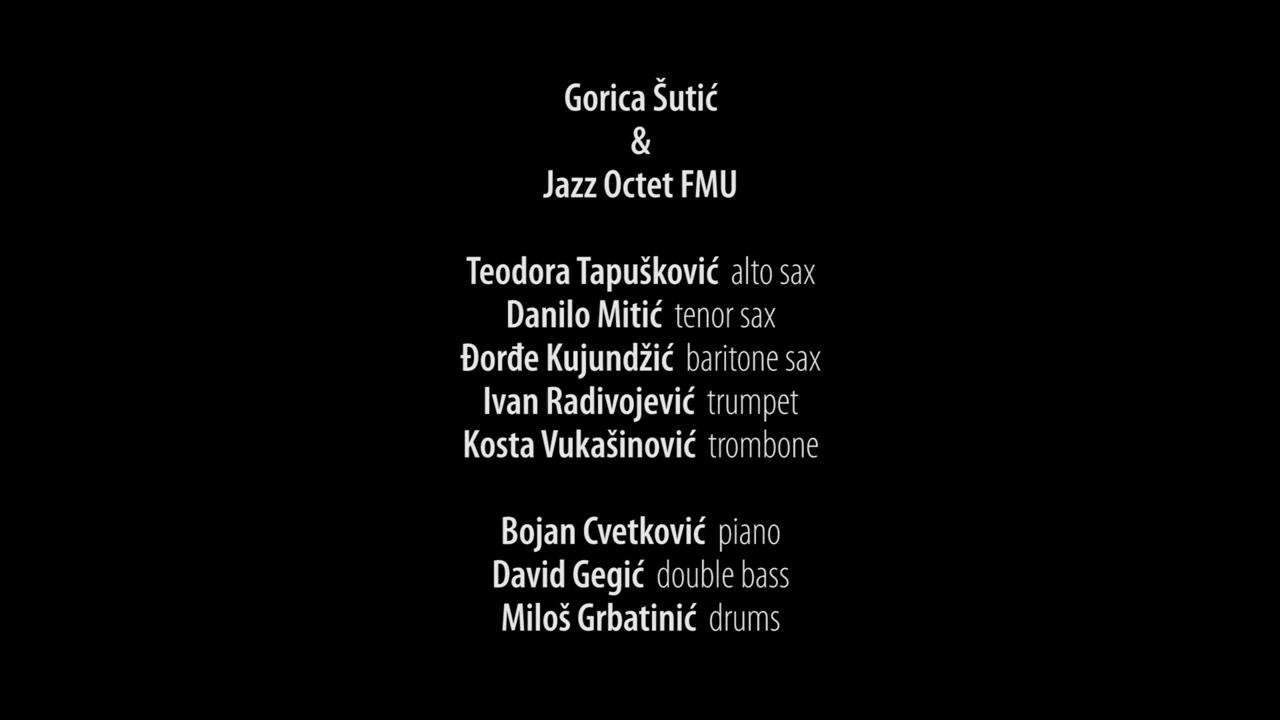 Gorica Šutić
&
Jazz Octet FMU
Teodora Tapušković alto sax
Danilo Mitić tenor sax
Đorđe Kujundžić baritone sax
Ivan Radivojević trumpet
Kosta Vukašinović trombone
Bojan Cvetković piano
David Gegić double bass
Miloš Grbatinić drums